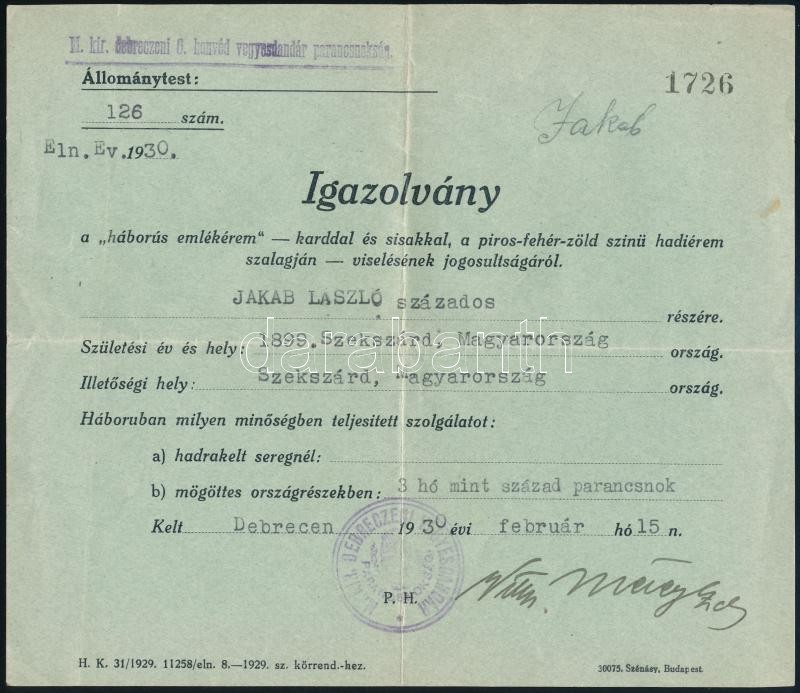 M. kir. debreczeni 6. honvéd vegyesdandár parancsnokság.
Állománytest:
1726
126 szám.
Jakab
Eln. Ev. 1930.
Igazolvány
a „háborús emlékérem“ — karddal és sisakkal, a piros-fehér-zöld szinü hadiérem
szalagján — viselésének jogosultságáról.
JAKAB LÁSZLÓ százados
részére.
Születési év és hely: 1899. Szekszárd, Magyarország ország.
darabanth
Illetőségi hely: Szekszárd, Magyarország ország.
Háboruban milyen minőségben teljesitett szolgálatot:
a) hadrakelt seregnél:
b) mögöttes országrészekben: 3 hó mint század parancsnok
Kelt Debrecen 1930 évi február hó 15 n.
P. H.
H. K. 31/1929. 11258/eln. 8.—1929. sz. körrend.-hez.
30075. Szénásy, Budapest.